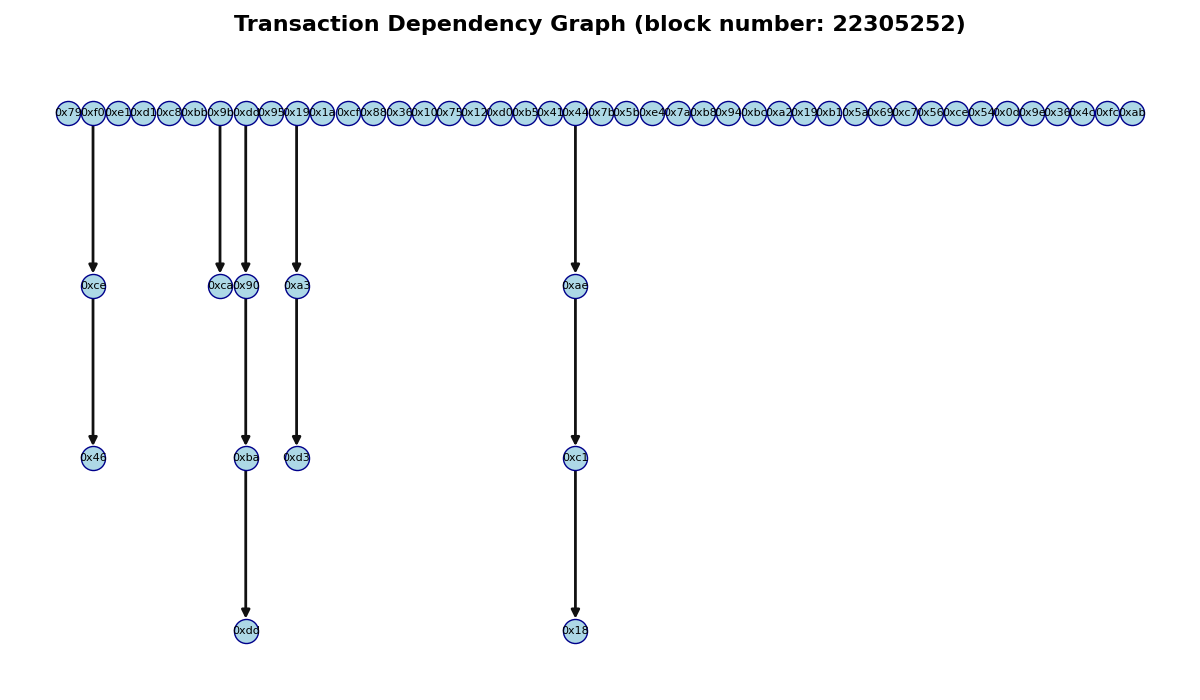 Transaction Dependency Graph (block number: 22305252)
0x79 0xf0 0xe1 0xd1 0xc8 0xbb 0x9b 0xdd 0x95 0x19 0x1a 0xcf 0x88 0x36 0x10 0x75 0x12 0xd0 0xb5 0x41 0x44 0x7b 0x5b 0xe4 0x7a 0xb8 0x94 0xbc 0xa2 0x19 0xb1 0x5a 0x69 0xc7 0x56 0xce 0x54 0x0d 0x9e 0x36 0x4c 0xfc 0xab
0xce 0xca 0x90 0xa3 0xae
0x46 0xba 0xd3 0xc1
0xdd 0x18